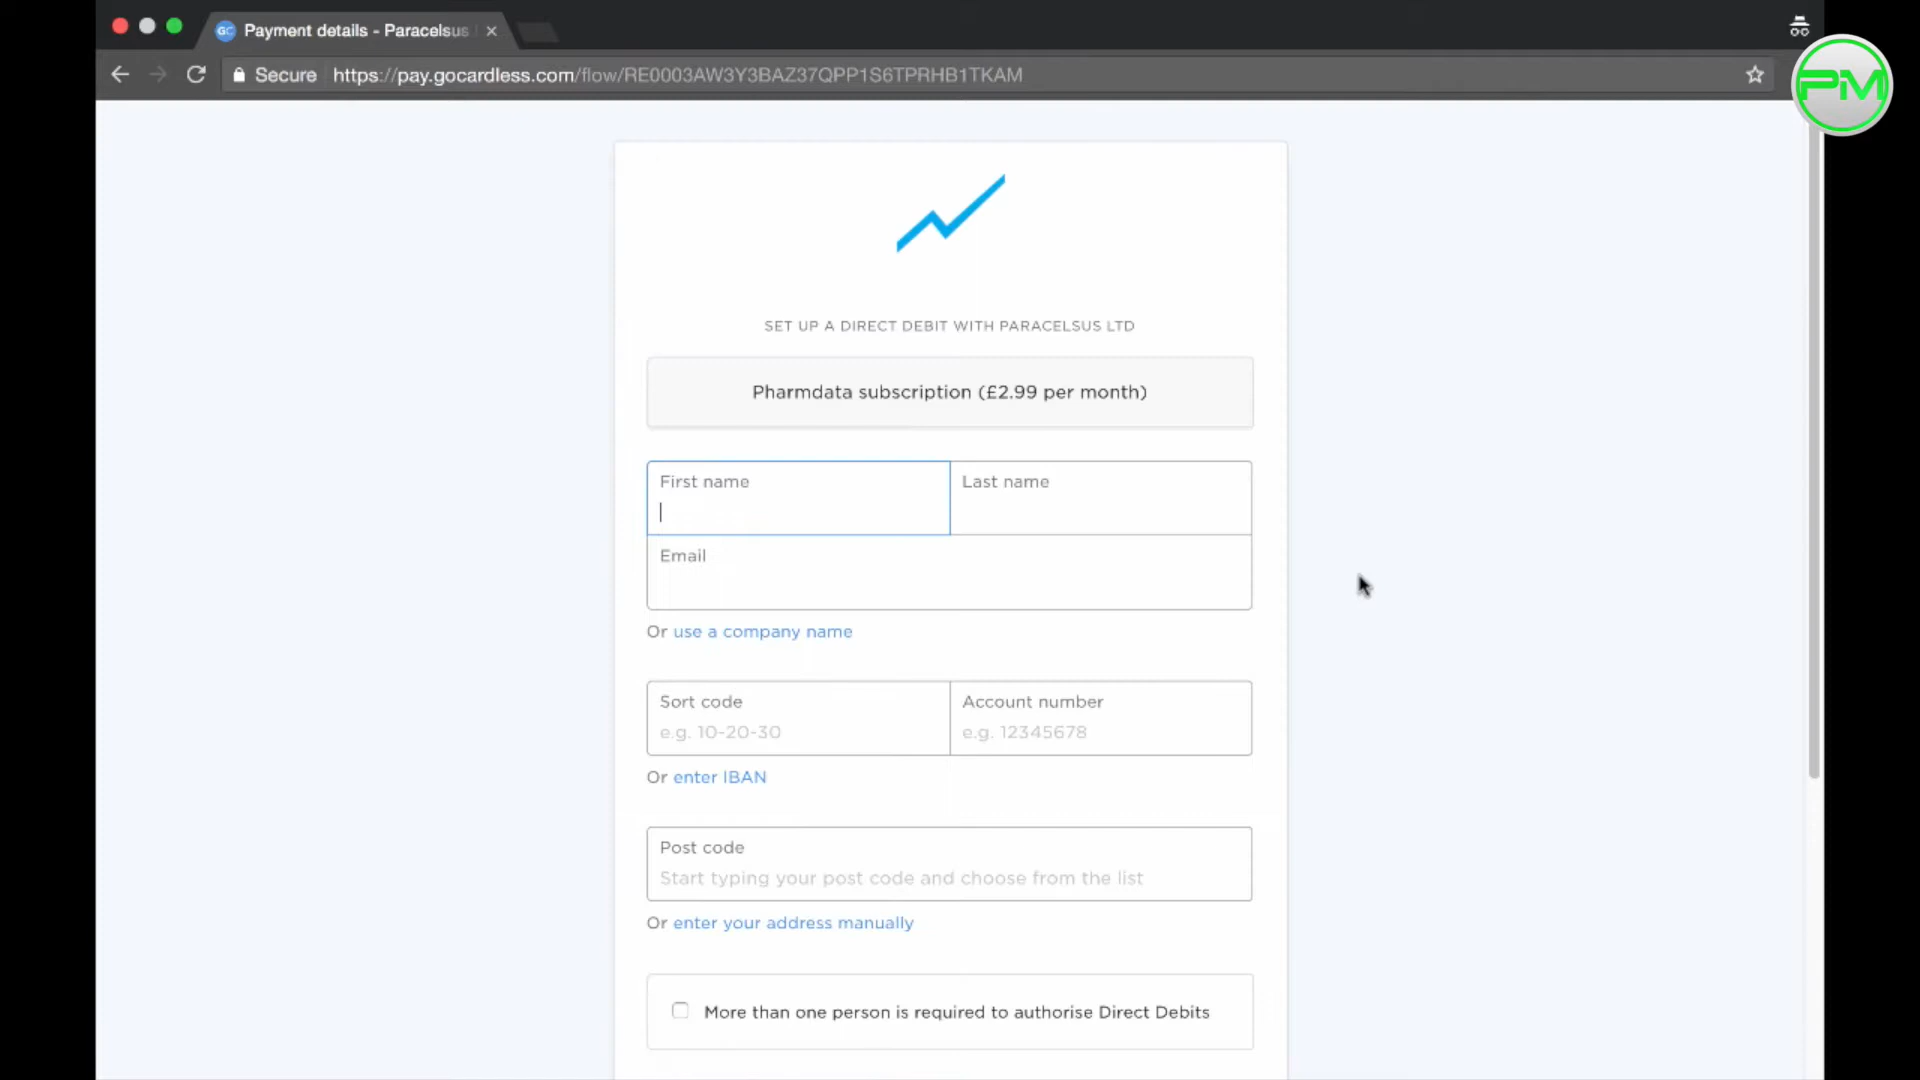 GC Payment details - Paracelsus
PM
Secure https://pay.gocardless.com/flow/RE0003AW3Y3BAZ37QPP1S6TPRHB1TKAM
SET UP A DIRECT DEBIT WITH PARACELSUS LTD
Pharmdata subscription (£2.99 per month)
First name Last name
Email
Or use a company name
Sort code Account number
e.g. 10-20-30 e.g. 12345678
Or enter IBAN
Post code
Start typing your post code and choose from the list
Or enter your address manually
More than one person is required to authorise Direct Debits